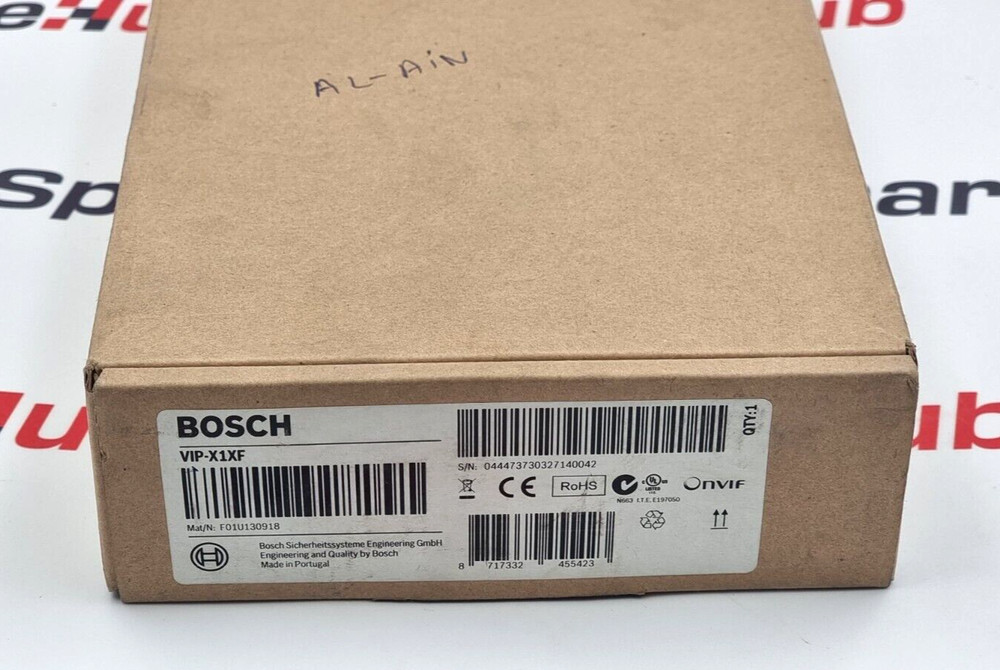 AL-AiN
BOSCH
VIP-X1XF
Mat/N: F01U130918
Bosch Sicherheitssysteme Engineering GmbH
Engineering and Quality by Bosch
Made in Portugal
QTY:1
S/N: 044473730327140042
CE RoHS
N663 I.T.E. E197050
ONVIF
8 717332 455423